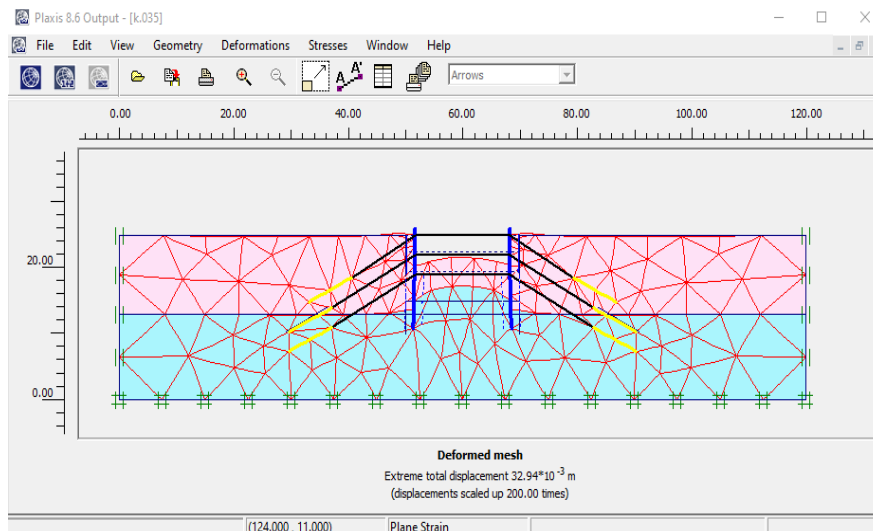 Plaxis 8.6 Output - [k.035]
File Edit View Geometry Deformations Stresses Window Help
A A' Arrows
0.00 20.00 40.00 60.00 80.00 100.00 120.00
20.00
0.00
Deformed mesh
Extreme total displacement 32.94*10 -3 m
(displacements scaled up 200.00 times)
(124.000 , 11.000) Plane Strain